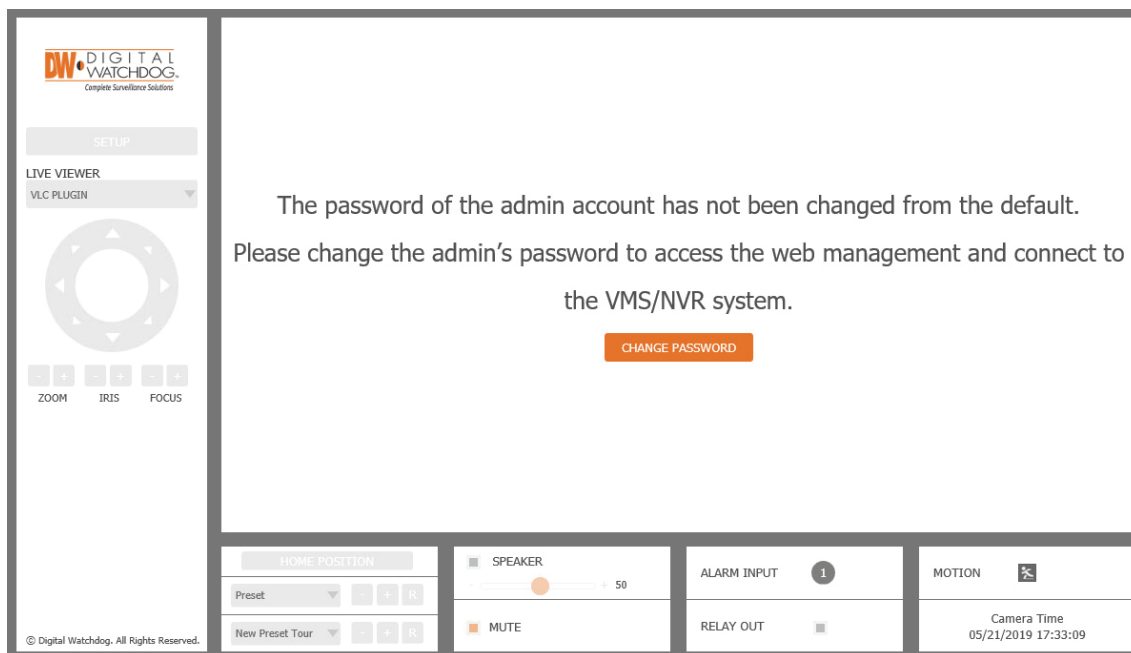 DW DIGITAL
WATCHDOG™
Complete Surveillance Solutions
SETUP
LIVE VIEWER
VLC PLUGIN
- + - + - +
ZOOM IRIS FOCUS
© Digital Watchdog. All Rights Reserved.
The password of the admin account has not been changed from the default.
Please change the admin’s password to access the web management and connect to
the VMS/NVR system.
CHANGE PASSWORD
HOME POSITION
Preset - + R
New Preset Tour - + R
SPEAKER
- + 50
MUTE
ALARM INPUT 1
RELAY OUT
MOTION
Camera Time
05/21/2019 17:33:09